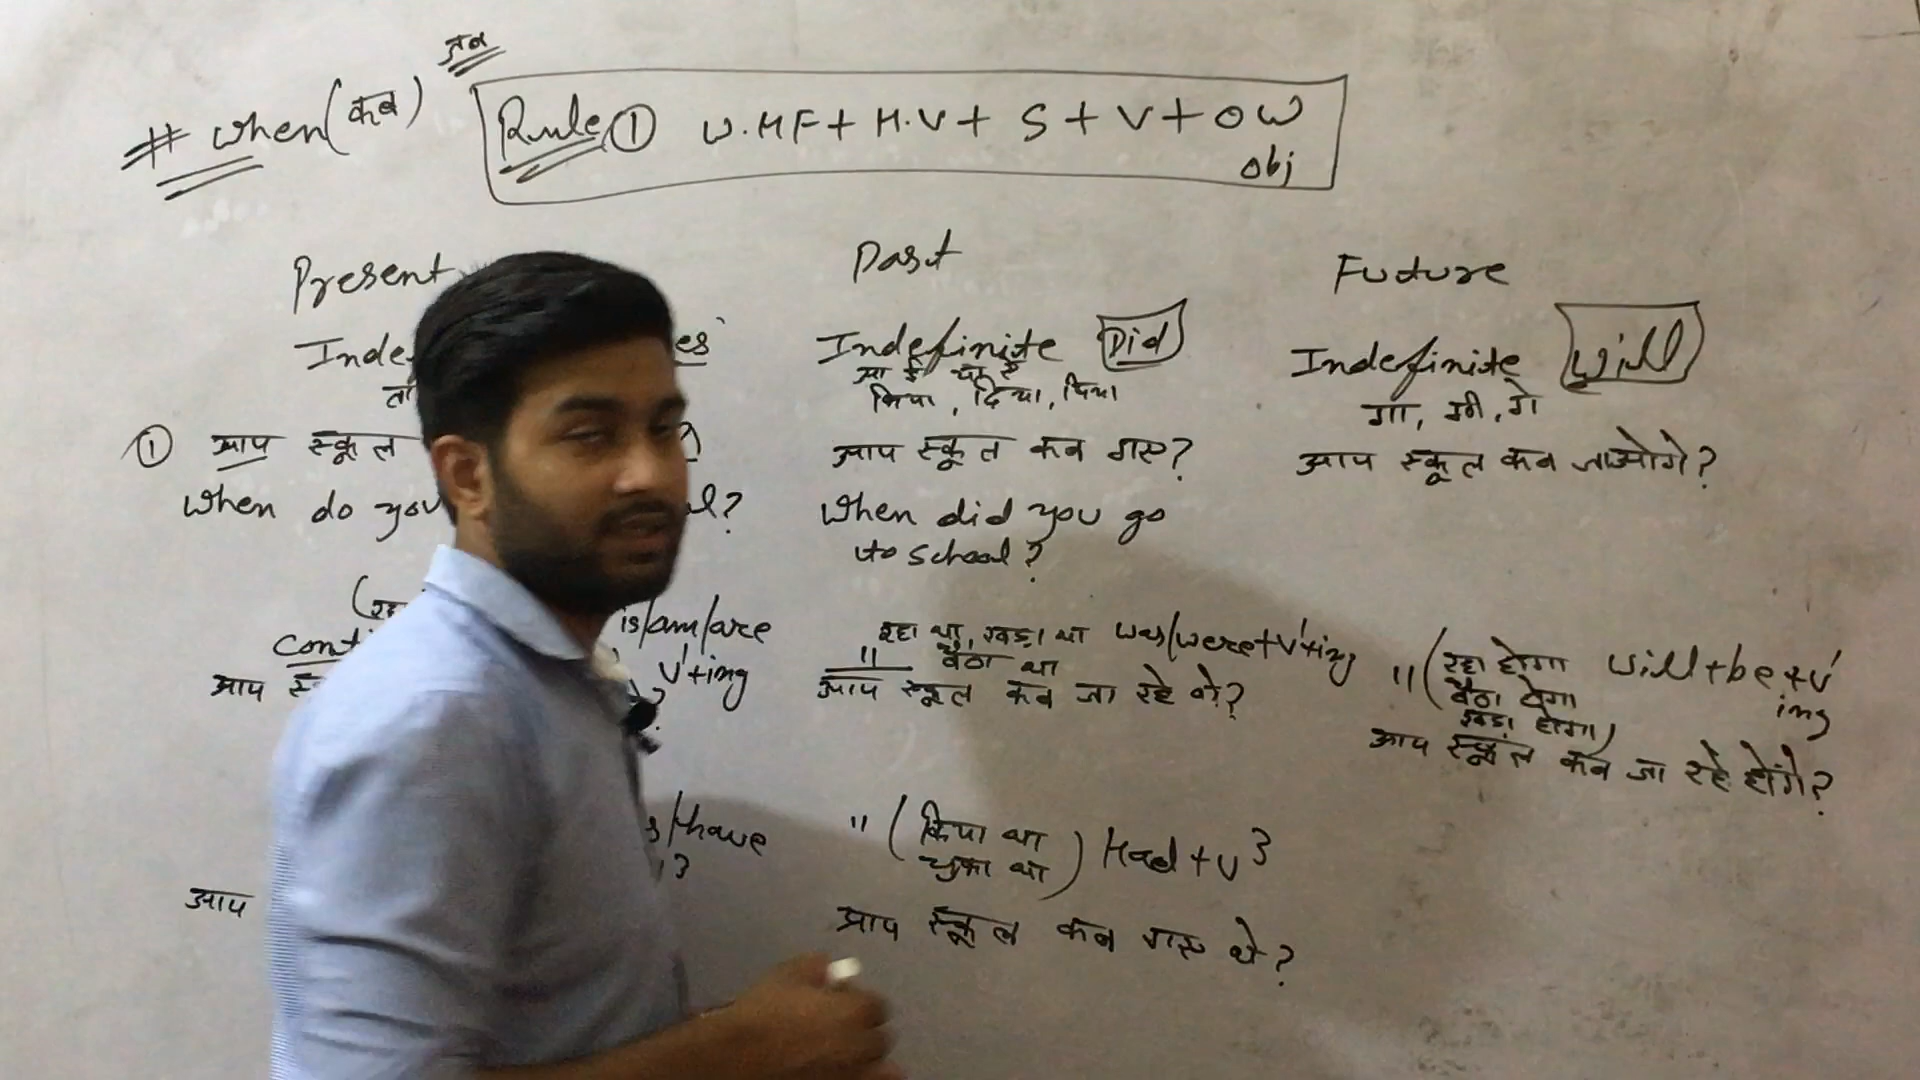 # When (कब) जब
Rule ① W.H F + H.V + S + V + OW
Obj
Present
Past
Future
Indefinite Did
आ ई या ऐ
किया, दिया, पिया
Indefinite Will
गा, गी, गे
① आप स्कूल
When do you
आप स्कूल कब गए?
When did you go
to school?
आप स्कूल कब जाओगे?
is/am/are
V¹+ing
आप
रहा था, खड़ा था was/were+V¹+ing
" बैठा था
आप स्कूल कब जा रहे थे?
" (रहा होगा will+be+V¹
बैठा होगा ing
खड़ा होगा)
आप स्कूल कब जा रहे होंगे?
/have
आप
" (किया था
चुका था) Had+V³
आप स्कूल कब गए थे?